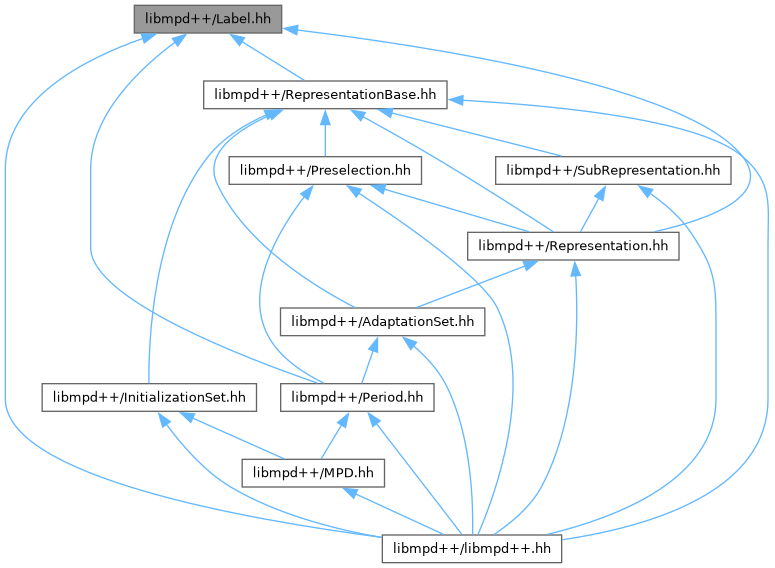 libmpd++/Label.hh
libmpd++/RepresentationBase.hh
libmpd++/Preselection.hh
libmpd++/SubRepresentation.hh
libmpd++/Representation.hh
libmpd++/AdaptationSet.hh
libmpd++/InitializationSet.hh
libmpd++/Period.hh
libmpd++/MPD.hh
libmpd++/libmpd++.hh